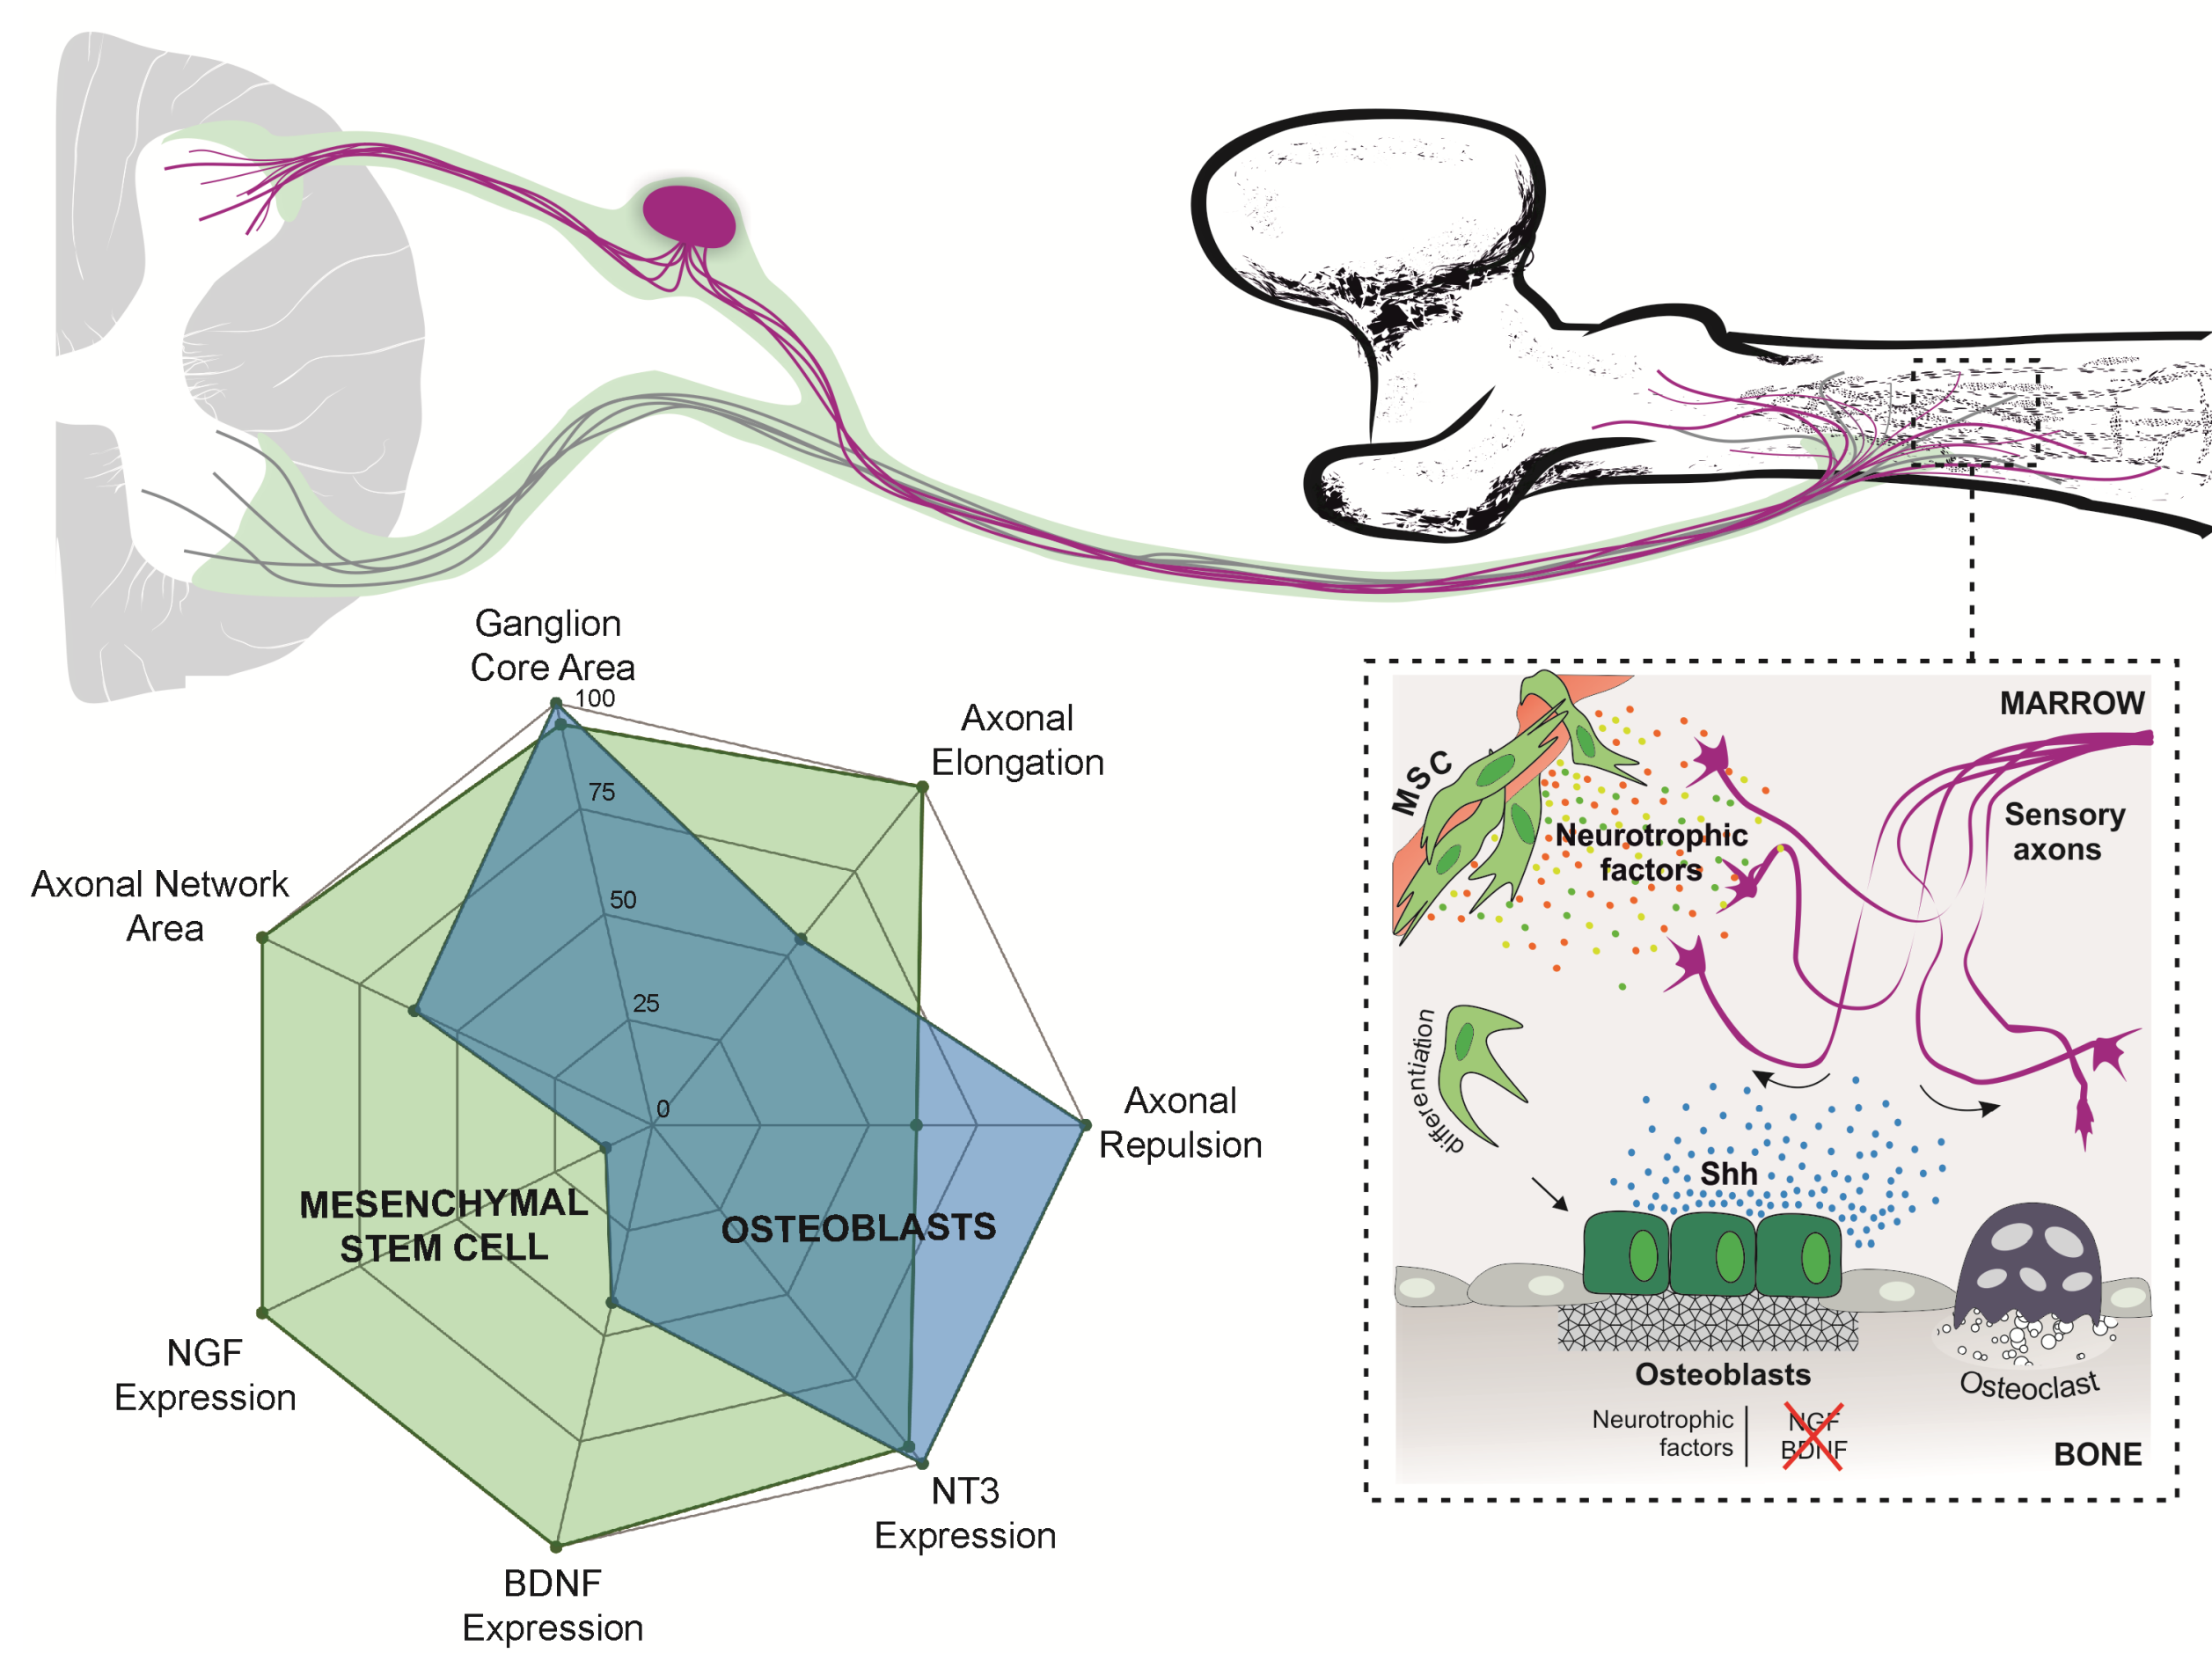 Ganglion
Core Area
100
Axonal
Elongation
75
50
Axonal Network
Area
25
0
Axonal
Repulsion
MESENCHYMAL
STEM CELL
OSTEOBLASTS
NGF
Expression
NT3
Expression
BDNF
Expression
MARROW
MSC
Sensory
axons
Neurotrophic
factors
differentiation
Shh
Osteoblasts
Osteoclast
Neurotrophic
factors
NGF
BDNF
BONE